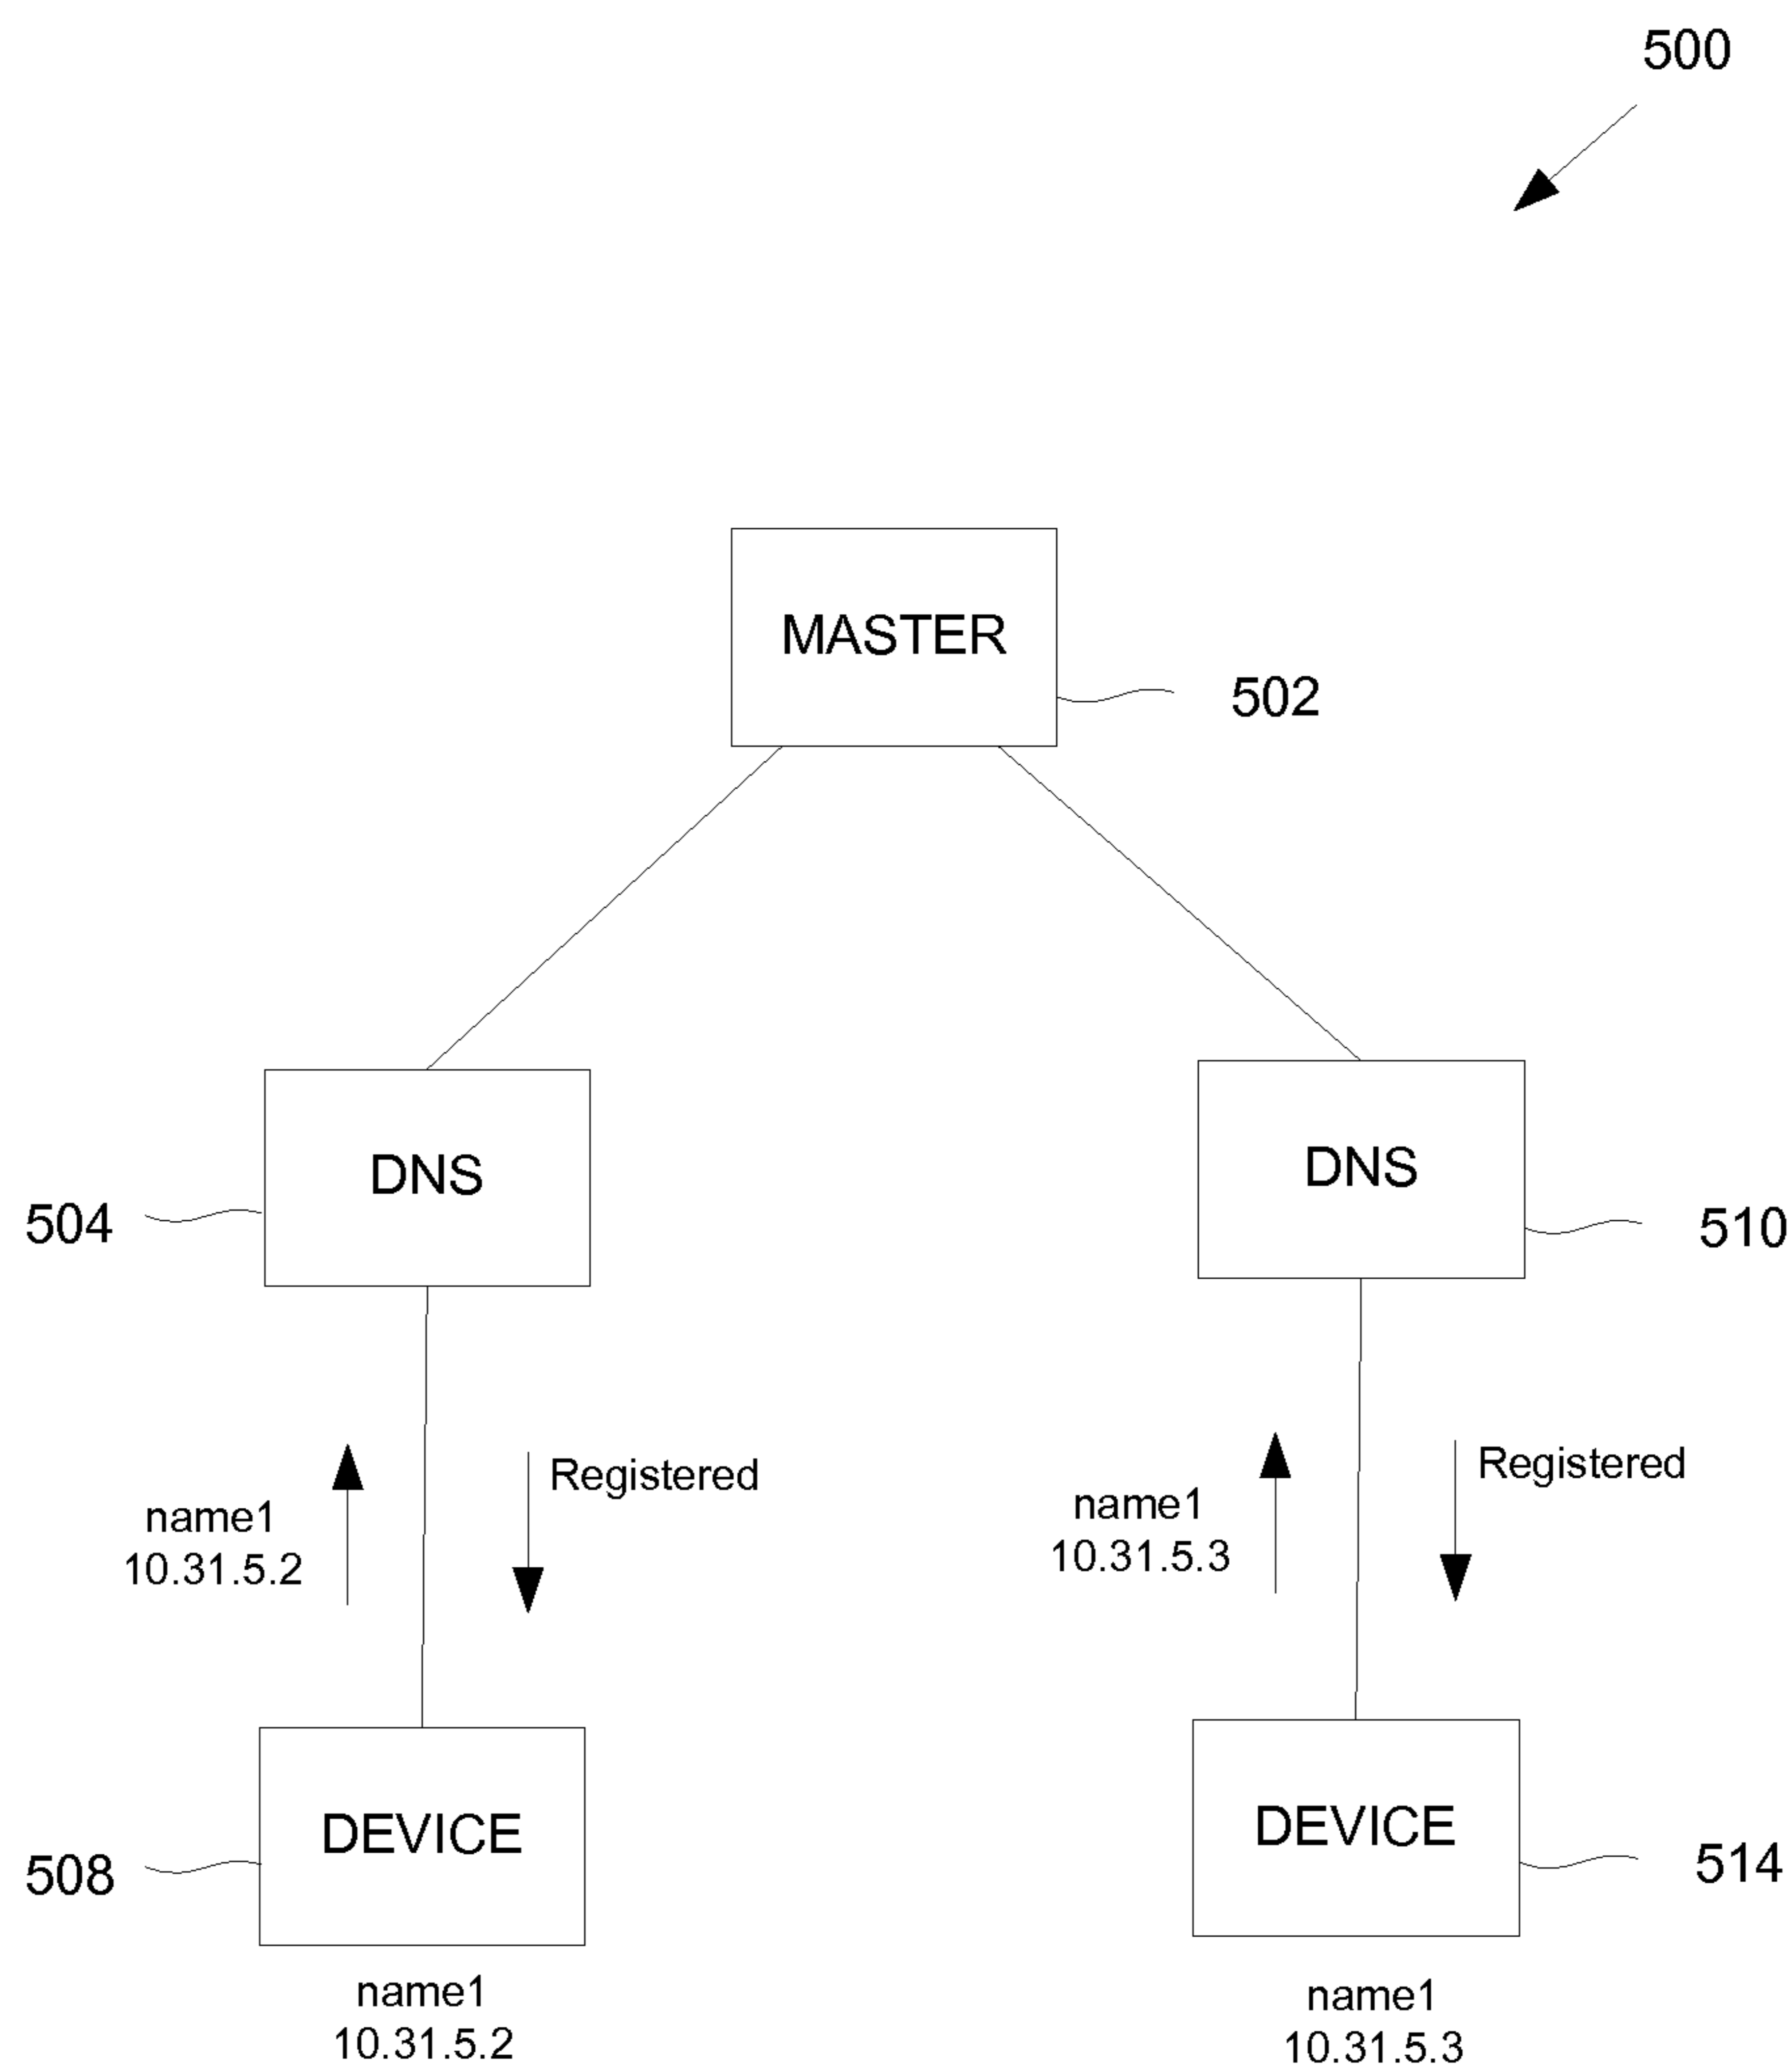 500
MASTER
502
DNS
504
DNS
510
name1
10.31.5.2
Registered
name1
10.31.5.3
Registered
DEVICE
508
DEVICE
514
name1
10.31.5.2
name1
10.31.5.3